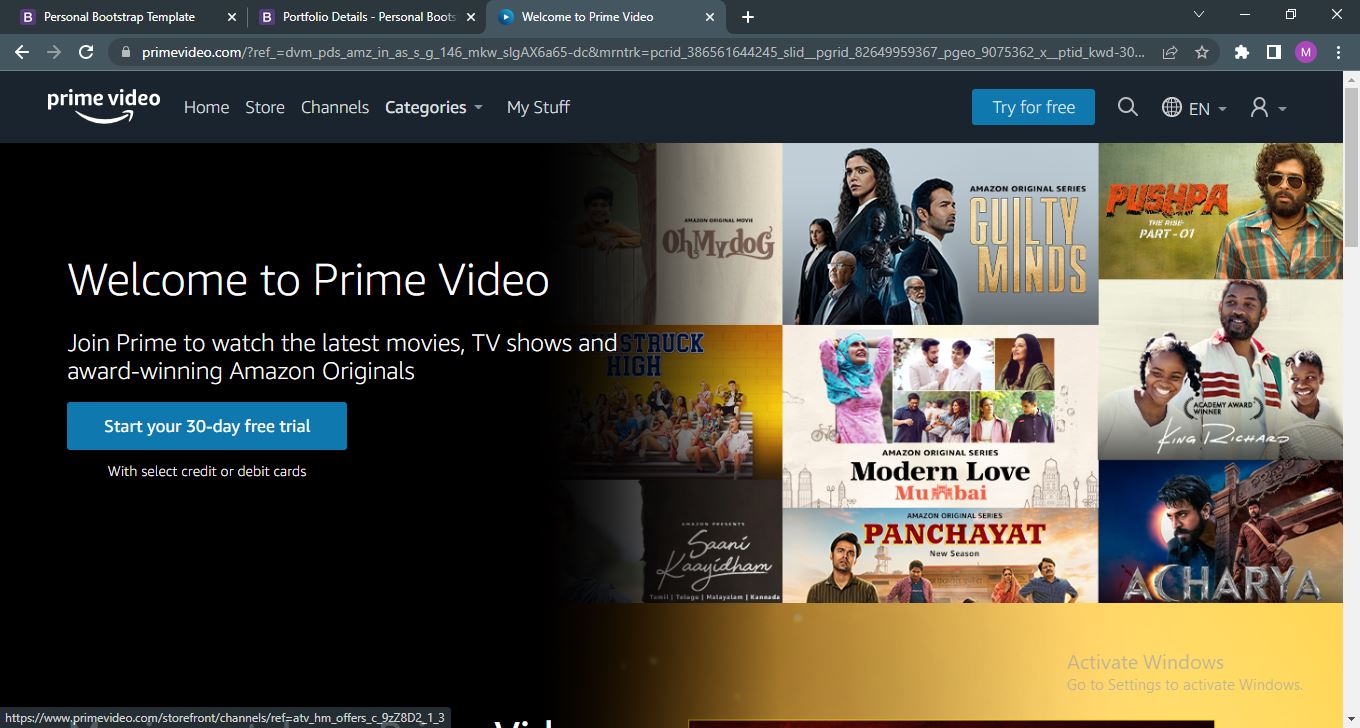 Personal Bootstrap Template
Portfolio Details - Personal Boots
Welcome to Prime Video
primevideo.com/?ref_=dvm_pds_amz_in_as_s_g_146_mkw_slgAX6a65-dc&mrntrk=pcrid_386561644245_slid__pgrid_82649959367_pgeo_9075362_x__ptid_kwd-30...
M
prime video
Home
Store
Channels
Categories
My Stuff
Try for free
EN
Welcome to Prime Video
Join Prime to watch the latest movies, TV shows and
award-winning Amazon Originals
Start your 30-day free trial
With select credit or debit cards
AMAZON ORIGINAL MOVIE
Oh My dog
AMAZON ORIGINAL SERIES
GUILTY
MINDS
PUSHPA
THE RISE
PART-01
STRUCK
HIGH
AMAZON ORIGINAL SERIES
Modern Love
Mumbai
ACADEMY AWARD
WINNER
KING RICHARD
AMAZON PRESENTS
Saani
Kaayidham
Tamil | Telugu | Malayalam | Kannada
AMAZON ORIGINAL SERIES
PANCHAYAT
New Season
ACHARYA
Activate Windows
Go to Settings to activate Windows.
https://www.primevideo.com/storefront/channels/ref=atv_hm_offers_c_9zZ8D2_1_3